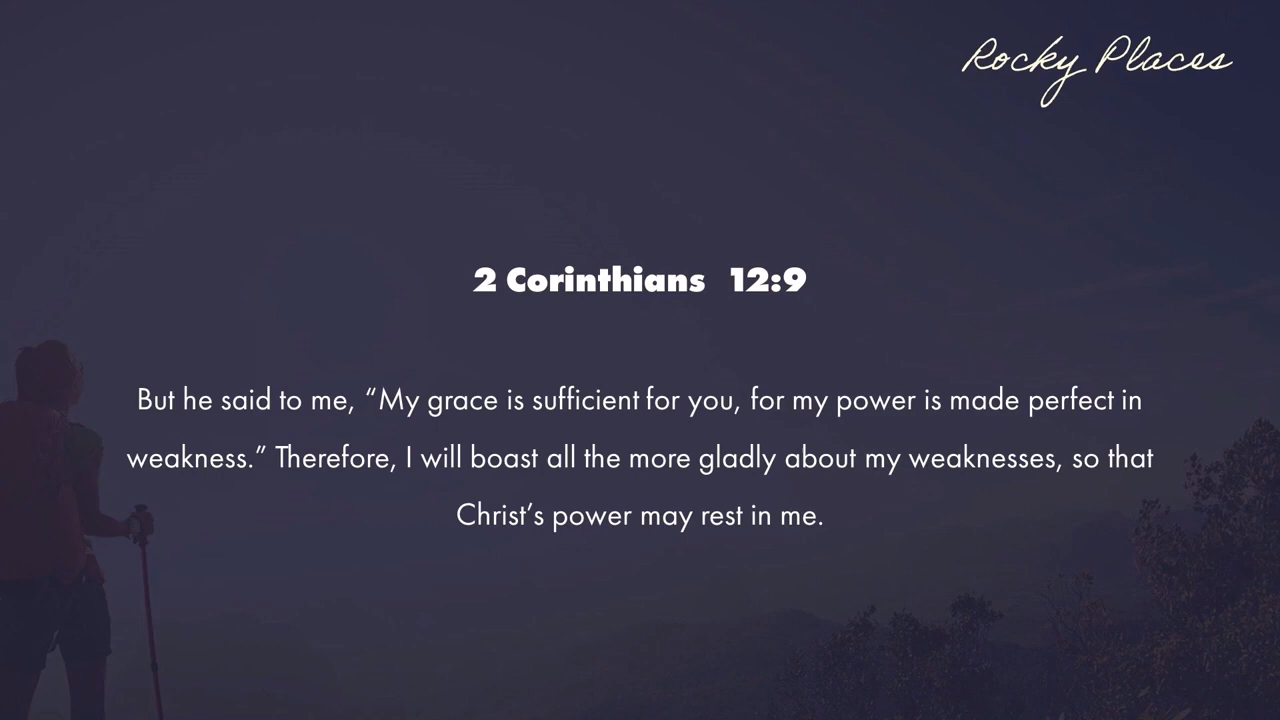 Rocky Places
2 Corinthians 12:9
But he said to me, “My grace is sufficient for you, for my power is made perfect in
weakness.” Therefore, I will boast all the more gladly about my weaknesses, so that
Christ’s power may rest in me.